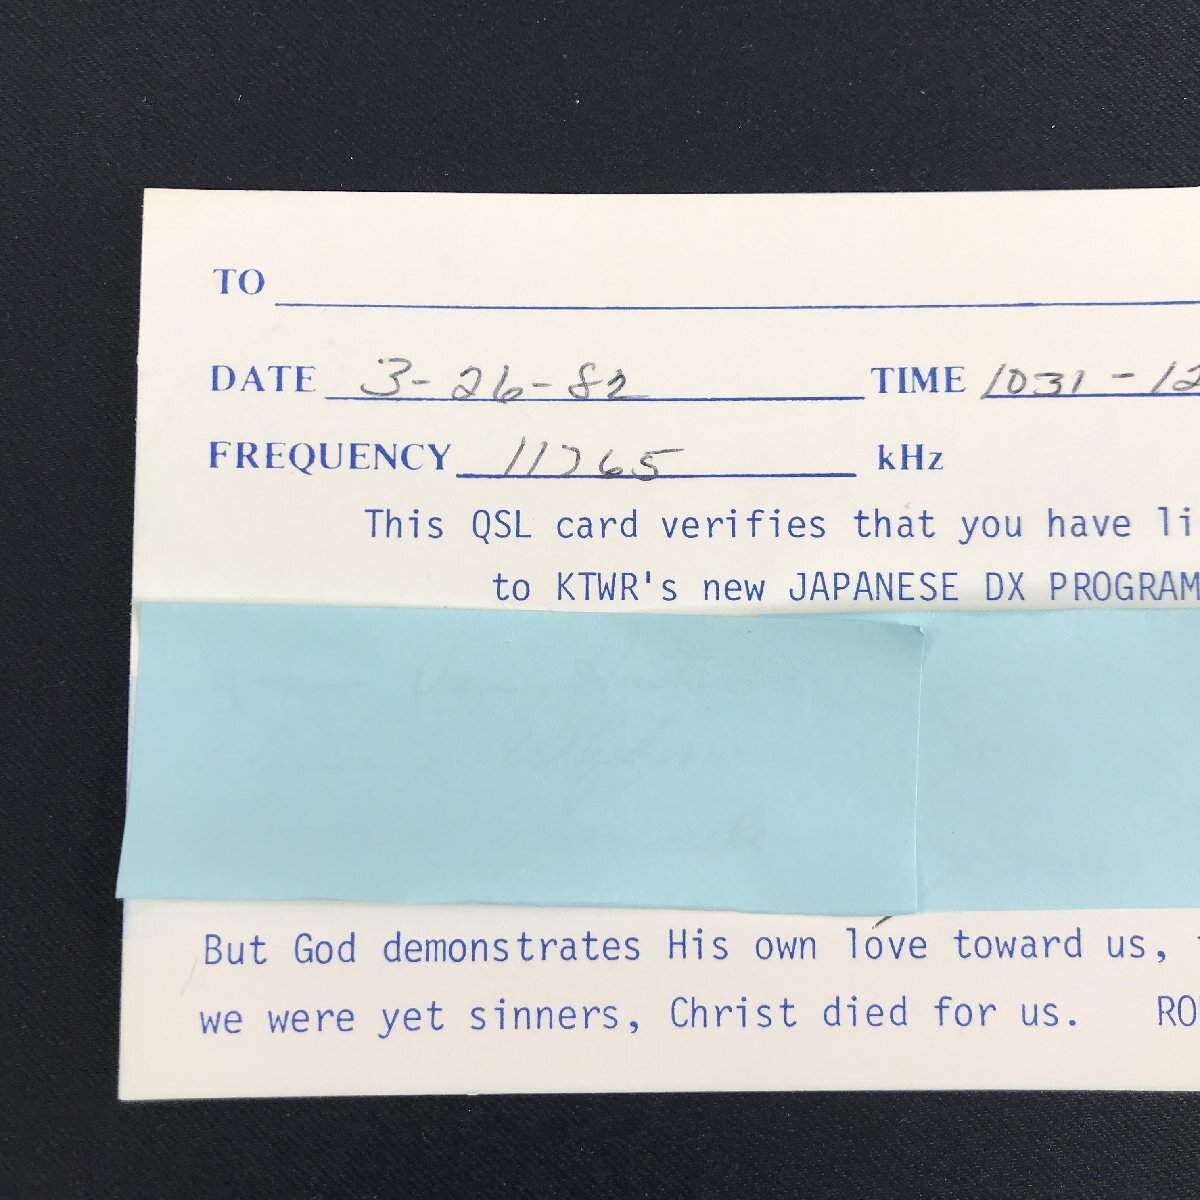 TO
DATE 3-26-82 TIME 1031-12
FREQUENCY 11765 kHz
This QSL card verifies that you have li
to KTWR's new JAPANESE DX PROGRAM
But God demonstrates His own love toward us,
we were yet sinners, Christ died for us. RO